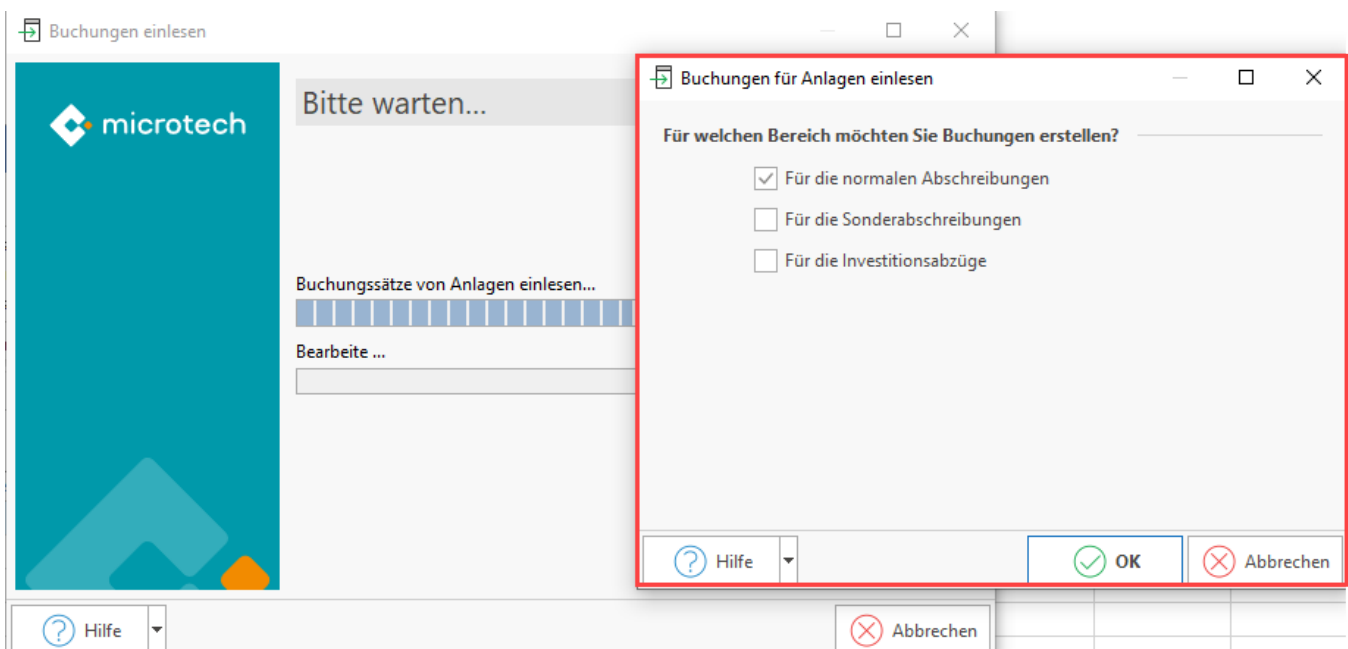 Buchungen einlesen
microtech
Bitte warten...
Buchungssätze von Anlagen einlesen...
Bearbeite ...
Hilfe
Abbrechen
Buchungen für Anlagen einlesen
Für welchen Bereich möchten Sie Buchungen erstellen?
Für die normalen Abschreibungen
Für die Sonderabschreibungen
Für die Investitionsabzüge
Hilfe
OK
Abbrechen